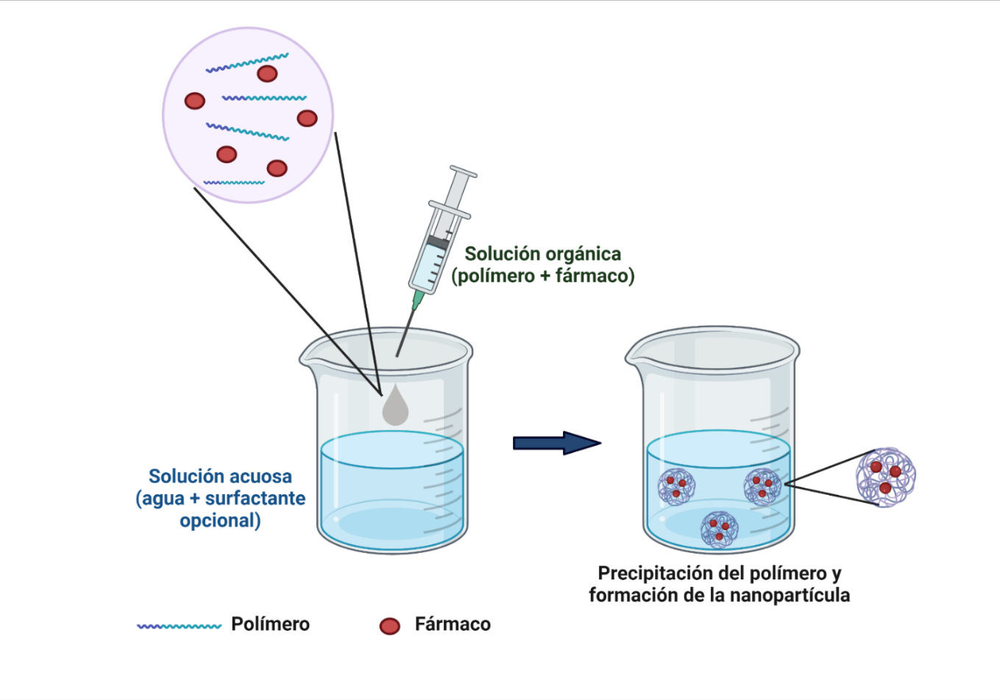 Solución orgánica
(polímero + fármaco)
Solución acuosa
(agua + surfactante
opcional)
Precipitación del polímero y
formación de la nanopartícula
Polímero
Fármaco